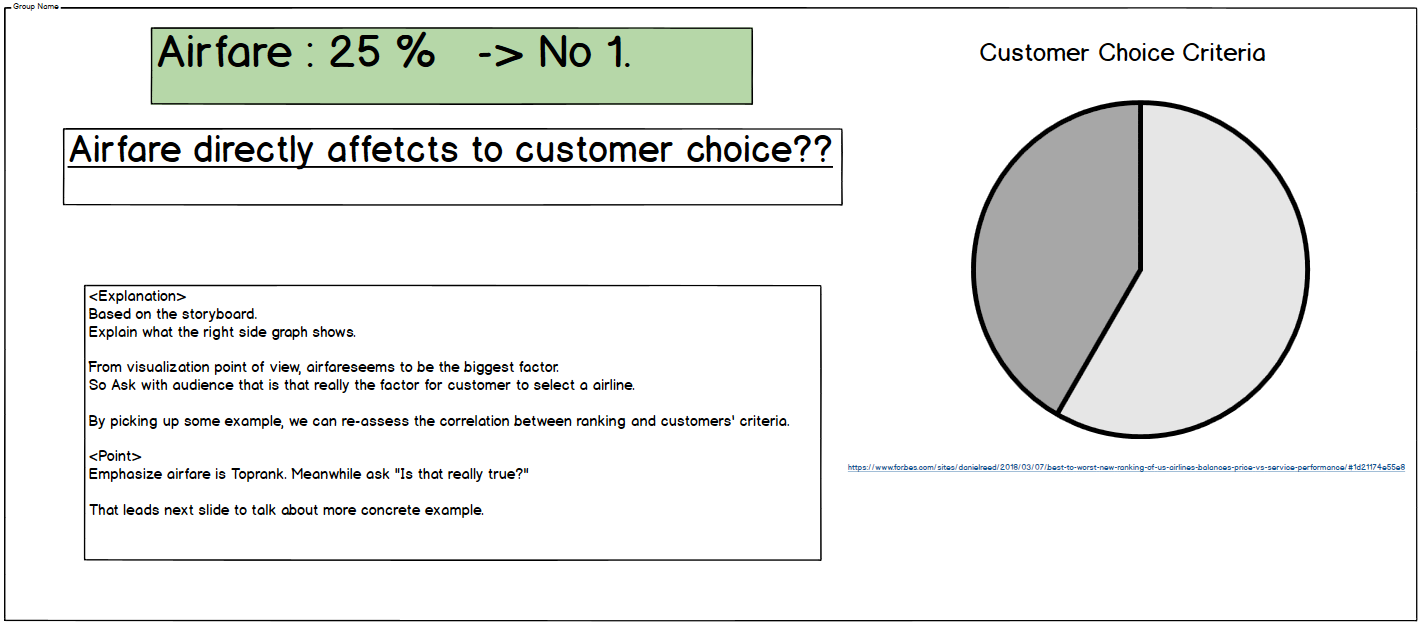 Group Name
Airfare : 25 % -> No 1.
Airfare directly affetcts to customer choice??
<Explanation>
Based on the storyboard.
Explain what the right side graph shows.
From visualization point of view, airfareseems to be the biggest factor.
So Ask with audience that is that really the factor for customer to select a airline.
By picking up some example, we can re-assess the correlation between ranking and customers' criteria.
<Point>
Emphasize airfare is Toprank. Meanwhile ask "Is that really true?"
That leads next slide to talk about more concrete example.
Customer Choice Criteria
https://www.forbes.com/sites/danielreed/2018/03/07/best-to-worst-new-ranking-of-us-airlines-balances-price-vs-service-performance/#1d21174e55e8